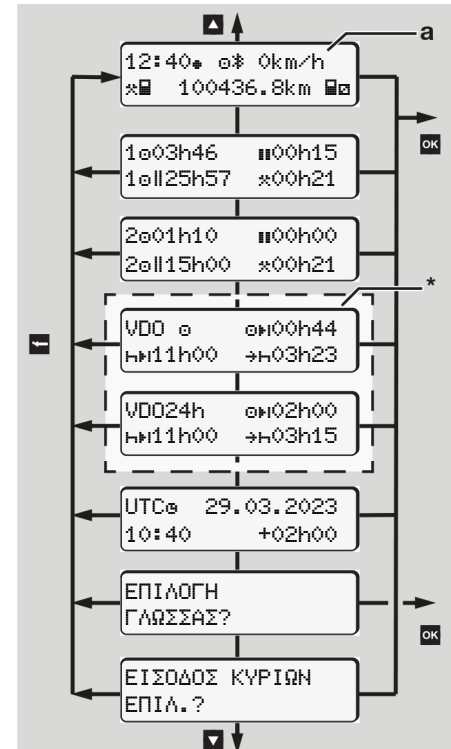 a
12:40● ⊙∗ 0km/h
⚒ 100436.8km
OK
1⊙03h46 00h15
1⊙||25h57 ⚒00h21
2⊙01h10 00h00
2⊙||15h00 ⚒00h21
*
VDO ⊙ ⊙00h44
11h00 03h23
VDO24h ⊙02h00
11h00 03h15
UTC 29.03.2023
10:40 +02h00
ΕΠΙΛΟΓΗ
ΓΛΩΣΣΑΣ?
OK
ΕΙΣΟΔΟΣ ΚΥΡΙΩΝ
ΕΠΙΛ.?